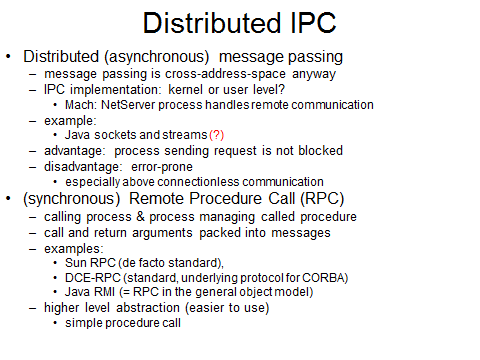 Distributed IPC
• Distributed (asynchronous) message passing
– message passing is cross-address-space anyway
– IPC implementation: kernel or user level?
• Mach: NetServer process handles remote communication
– example:
• Java sockets and streams (?)
– advantage: process sending request is not blocked
– disadvantage: error-prone
• especially above connectionless communication
• (synchronous) Remote Procedure Call (RPC)
– calling process & process managing called procedure
– call and return arguments packed into messages
– examples:
• Sun RPC (de facto standard),
• DCE-RPC (standard, underlying protocol for CORBA)
• Java RMI (= RPC in the general object model)
– higher level abstraction (easier to use)
• simple procedure call